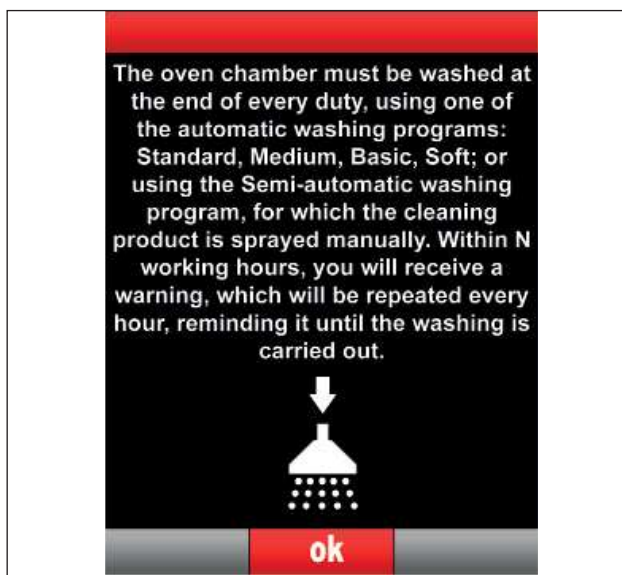 The oven chamber must be washed at
the end of every duty, using one of
the automatic washing programs:
Standard, Medium, Basic, Soft; or
using the Semi-automatic washing
program, for which the cleaning
product is sprayed manually. Within N
working hours, you will receive a
warning, which will be repeated every
hour, reminding it until the washing is
carried out.
ok